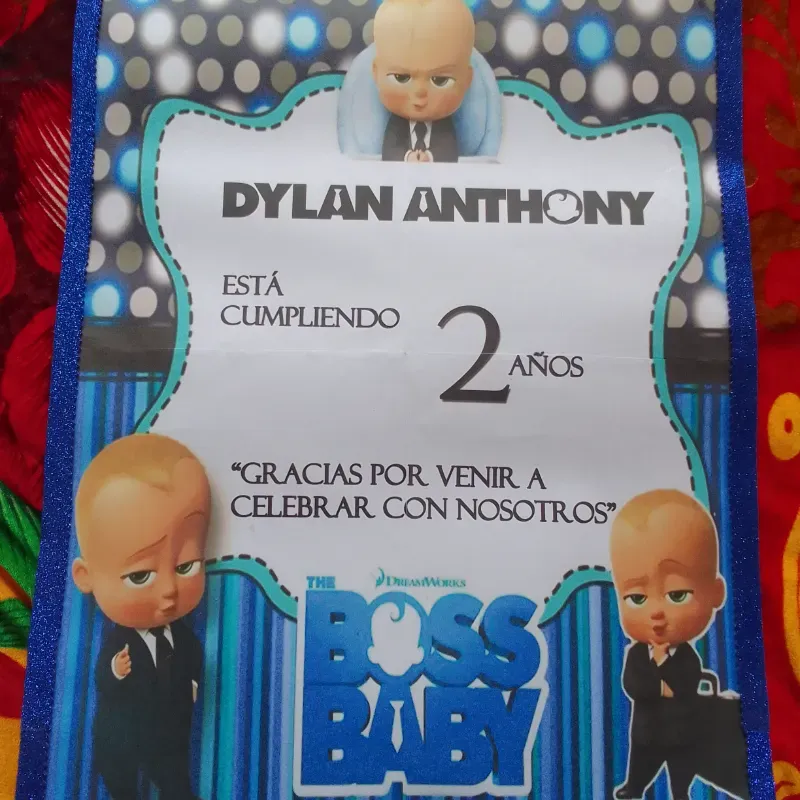 DYLAN ANTHONY
ESTÁ
CUMPLIENDO
2 AÑOS
“GRACIAS POR VENIR A
CELEBRAR CON NOSOTROS”
DREAMWORKS
THE
BOSS
BABY